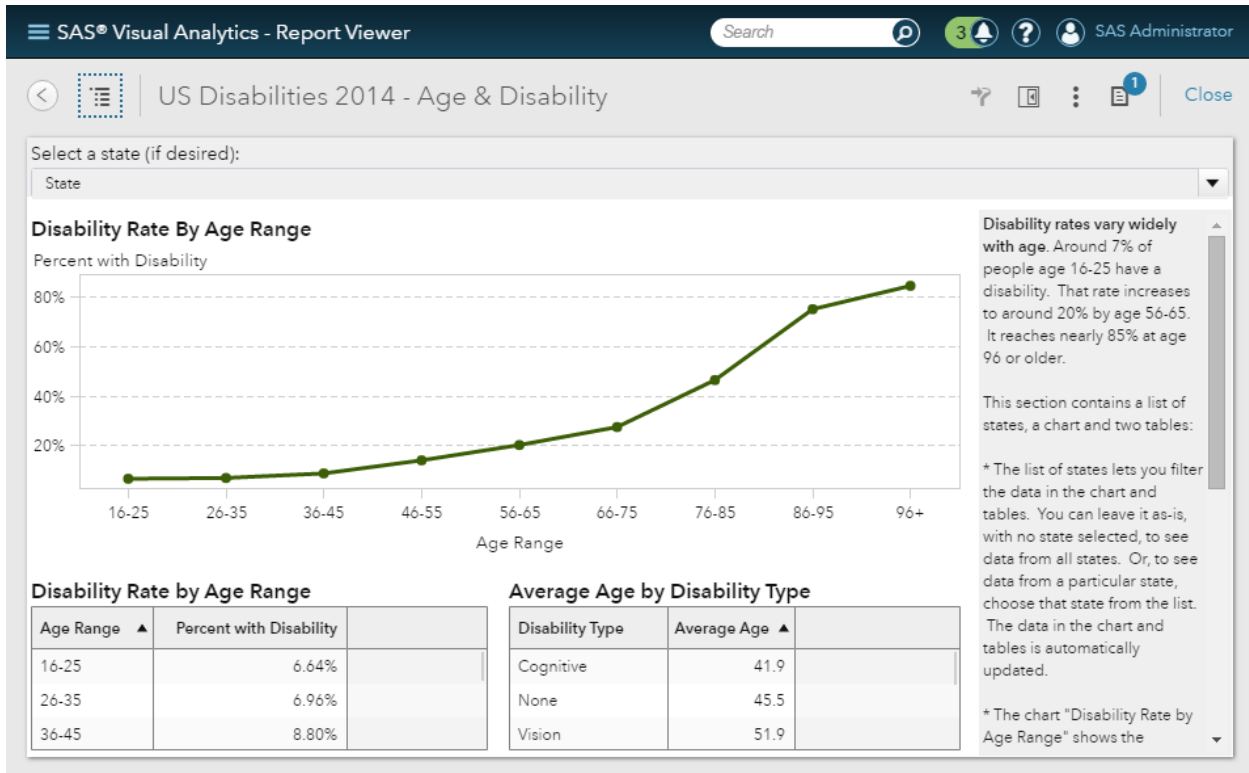 SAS® Visual Analytics - Report Viewer
Search
3
?
SAS Administrator
US Disabilities 2014 - Age & Disability
1
Close
Select a state (if desired):
State
Disability Rate By Age Range
Percent with Disability
80%
60%
40%
20%
16-25 26-35 36-45 46-55 56-65 66-75 76-85 86-95 96+
Age Range
Disability Rate by Age Range
Age Range Percent with Disability
16-25 6.64%
26-35 6.96%
36-45 8.80%
Average Age by Disability Type
Disability Type Average Age
Cognitive 41.9
None 45.5
Vision 51.9
Disability rates vary widely
with age. Around 7% of
people age 16-25 have a
disability. That rate increases
to around 20% by age 56-65.
It reaches nearly 85% at age
96 or older.
This section contains a list of
states, a chart and two tables:
* The list of states lets you filter
the data in the chart and
tables. You can leave it as-is,
with no state selected, to see
data from all states. Or, to see
data from a particular state,
choose that state from the list.
The data in the chart and
tables is automatically
updated.
* The chart "Disability Rate by
Age Range" shows the